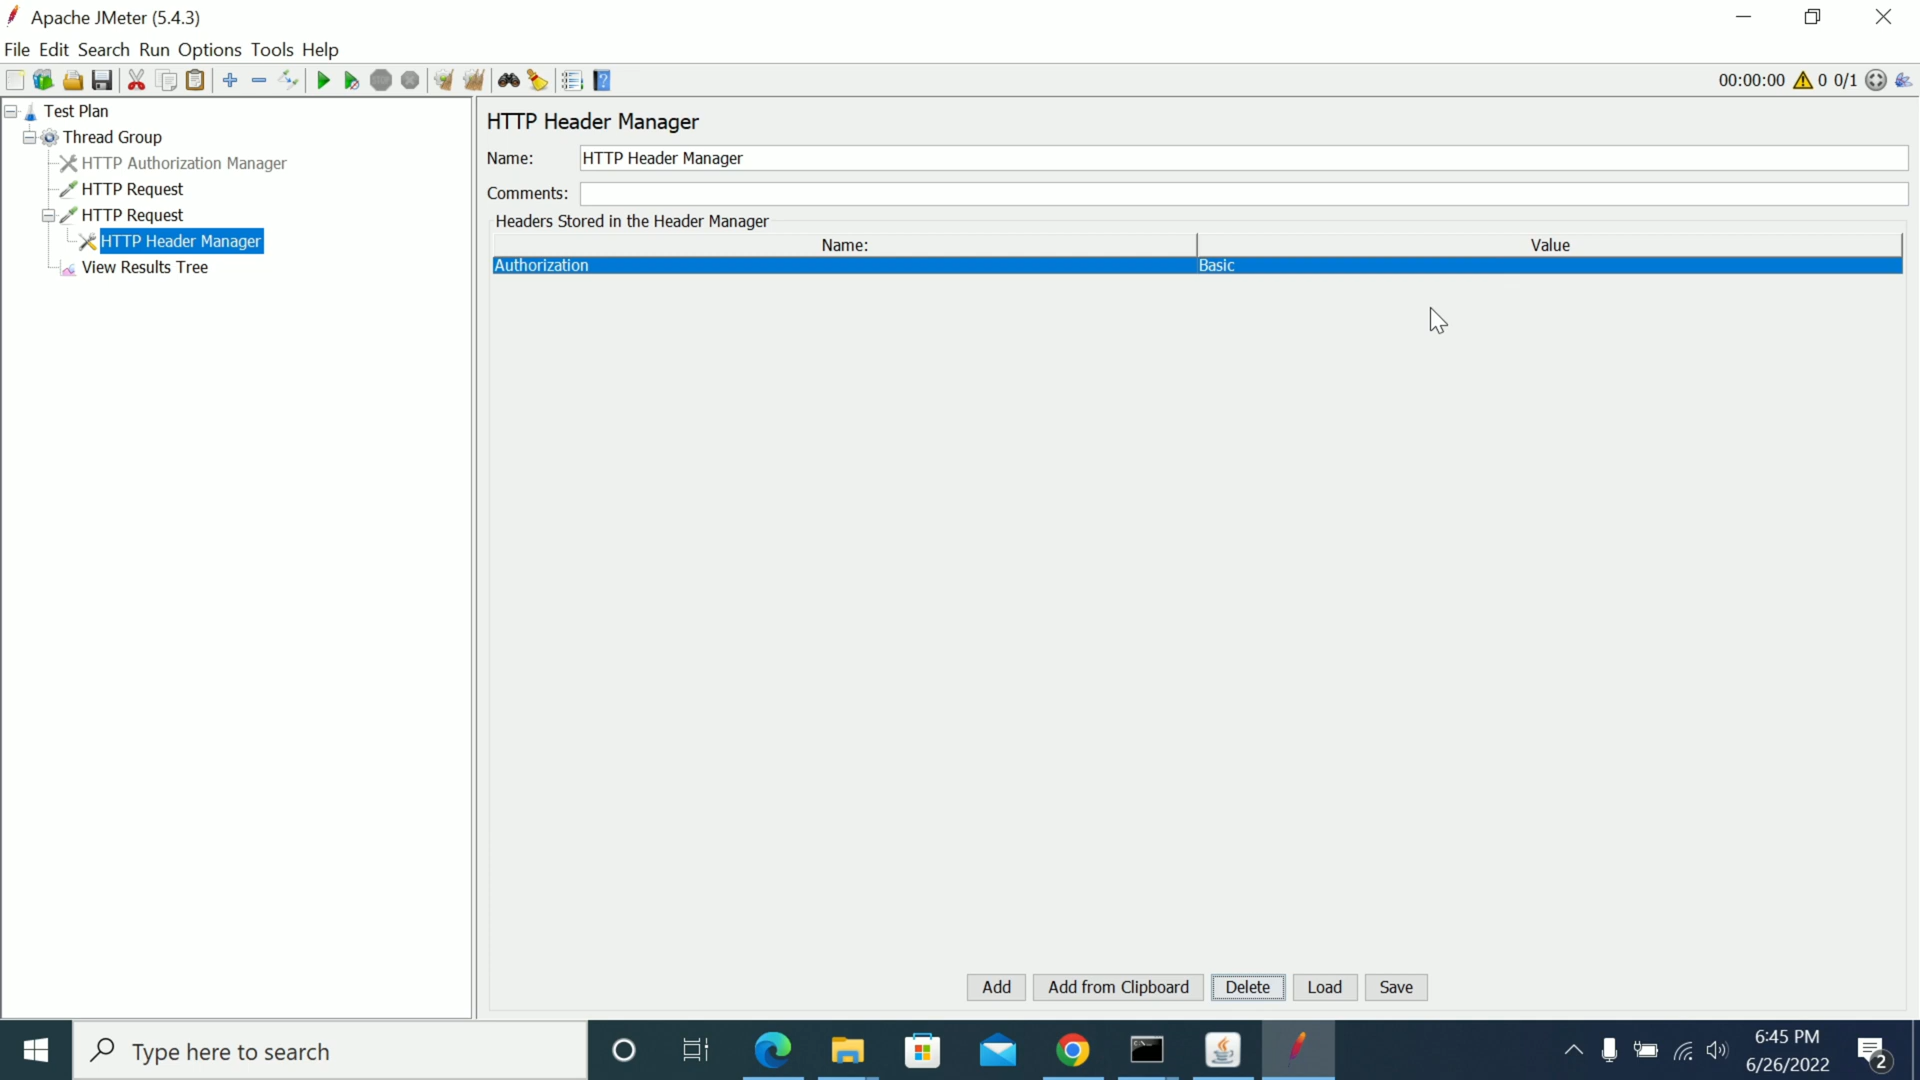 Apache JMeter (5.4.3)
File Edit Search Run Options Tools Help
00:00:00 0 0/1
Test Plan
Thread Group
HTTP Authorization Manager
HTTP Request
HTTP Request
HTTP Header Manager
View Results Tree
HTTP Header Manager
Name: HTTP Header Manager
Comments:
Headers Stored in the Header Manager
Name: Value
Authorization Basic
Add Add from Clipboard Delete Load Save
Type here to search
6:45 PM
6/26/2022
2